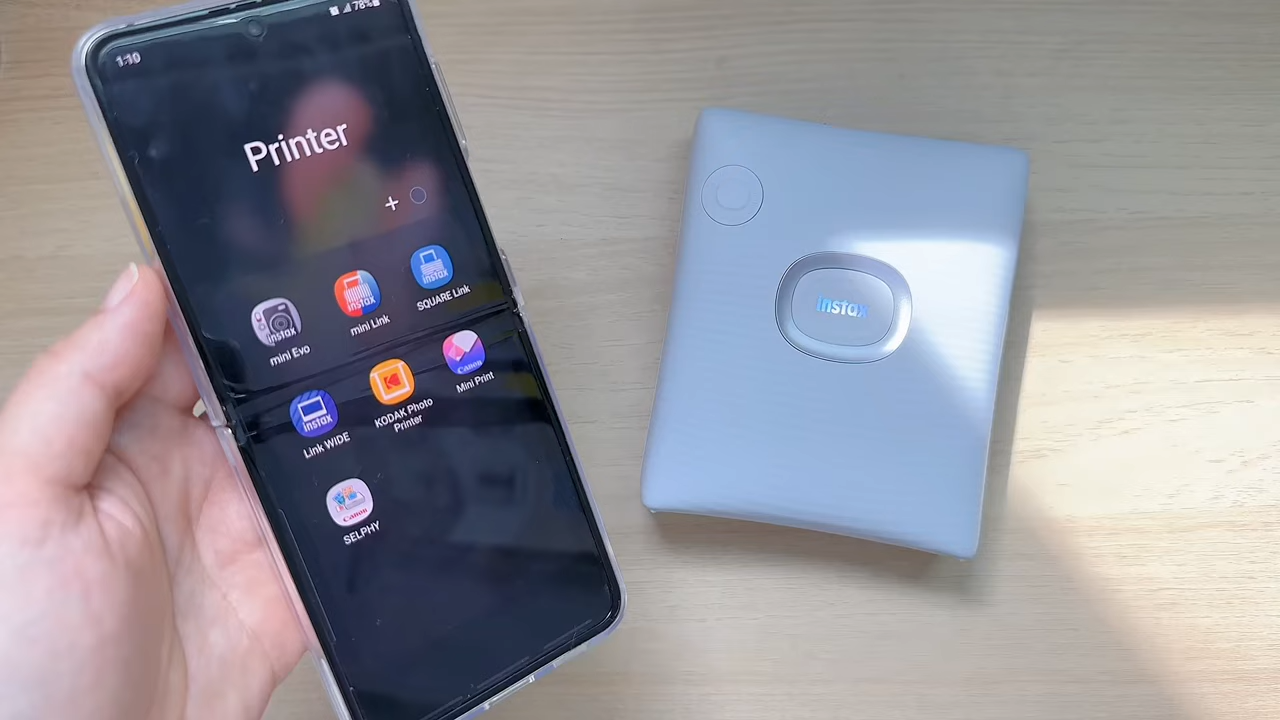 1:10
78%
Printer
+
instax
mini Evo
instax
mini Link
instax
SQUARE Link
instax
Link WIDE
K
KODAK Photo
Printer
Canon
Mini Print
Canon
SELPHY
instax